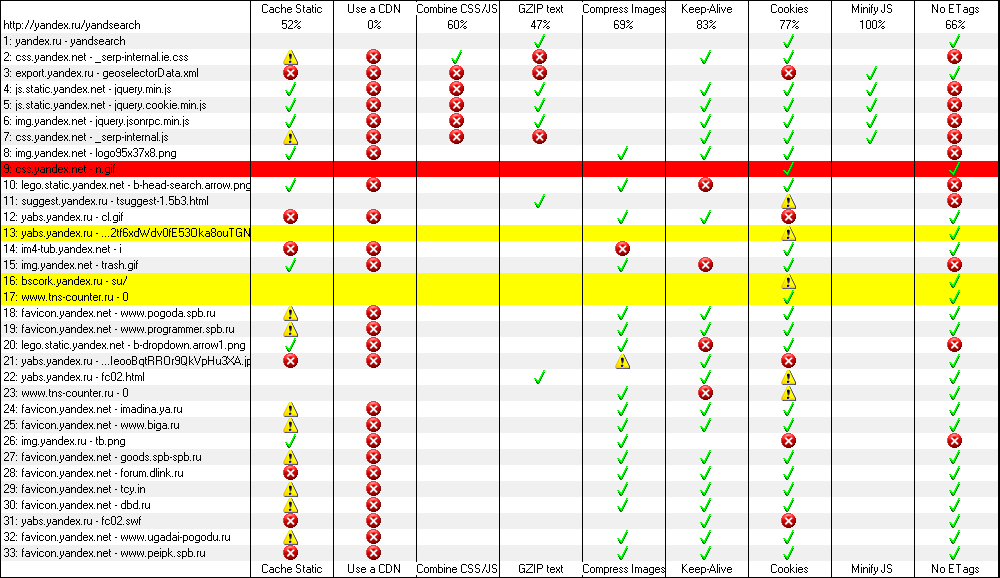 Cache Static Use a CDN Combine CSS/JS GZIP text Compress Images Keep-Alive Cookies Minify JS No ETags
http://yandex.ru/yandsearch 52% 0% 60% 47% 69% 83% 77% 100% 66%
1: yandex.ru - yandsearch
2: css.yandex.net - _serp-internal.ie.css
3: export.yandex.ru - geoselectorData.xml
4: js.static.yandex.net - jquery.min.js
5: js.static.yandex.net - jquery.cookie.min.js
6: img.yandex.net - jquery.jsonrpc.min.js
7: css.yandex.net - _serp-internal.js
8: img.yandex.net - logo95x37x8.png
9: css.yandex.net - n.gif
10: lego.static.yandex.net - b-head-search.arrow.png
11: suggest.yandex.ru - tsuggest-1.5b3.html
12: yabs.yandex.ru - cl.gif
13: yabs.yandex.ru - ...2tf6xdWdv0fE53Oka8ouTGN
14: im4-tub.yandex.net - i
15: img.yandex.net - trash.gif
16: bscork.yandex.ru - su/
17: www.tns-counter.ru - 0
18: favicon.yandex.net - www.pogoda.spb.ru
19: favicon.yandex.net - www.programmer.spb.ru
20: lego.static.yandex.net - b-dropdown.arrow1.png
21: yabs.yandex.ru - ...leooBqtRROr9QkVpHu3XA.jp
22: yabs.yandex.ru - fc02.html
23: www.tns-counter.ru - 0
24: favicon.yandex.net - imadina.ya.ru
25: favicon.yandex.net - www.biga.ru
26: img.yandex.ru - tb.png
27: favicon.yandex.net - goods.spb-spb.ru
28: favicon.yandex.net - forum.dlink.ru
29: favicon.yandex.net - tcy.in
30: favicon.yandex.net - dbd.ru
31: yabs.yandex.ru - fc02.swf
32: favicon.yandex.net - www.ugadai-pogodu.ru
33: favicon.yandex.net - www.peipk.spb.ru
Cache Static Use a CDN Combine CSS/JS GZIP text Compress Images Keep-Alive Cookies Minify JS No ETags